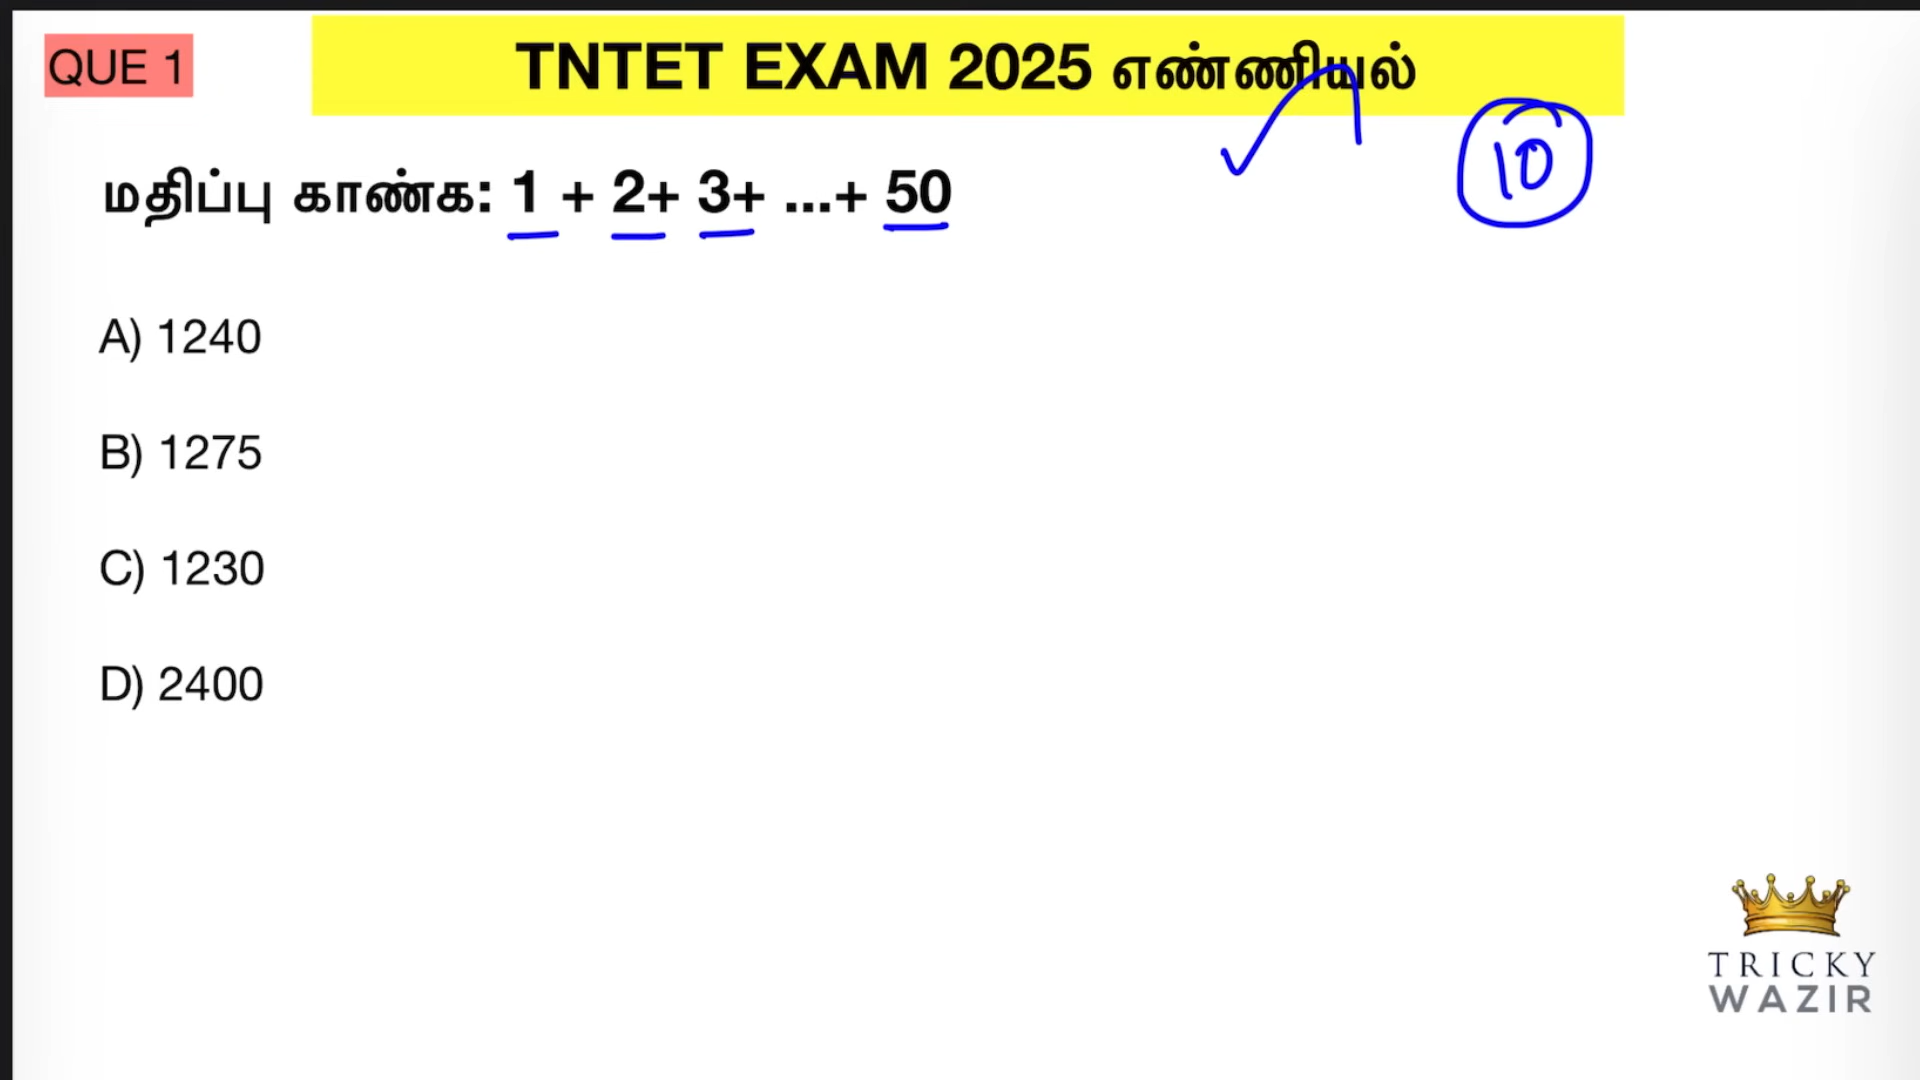 QUE 1
TNTET EXAM 2025 எண்ணியல்
10
மதிப்பு காண்க: 1 + 2+ 3+ ...+ 50
A) 1240
B) 1275
C) 1230
D) 2400
TRICKY
WAZIR